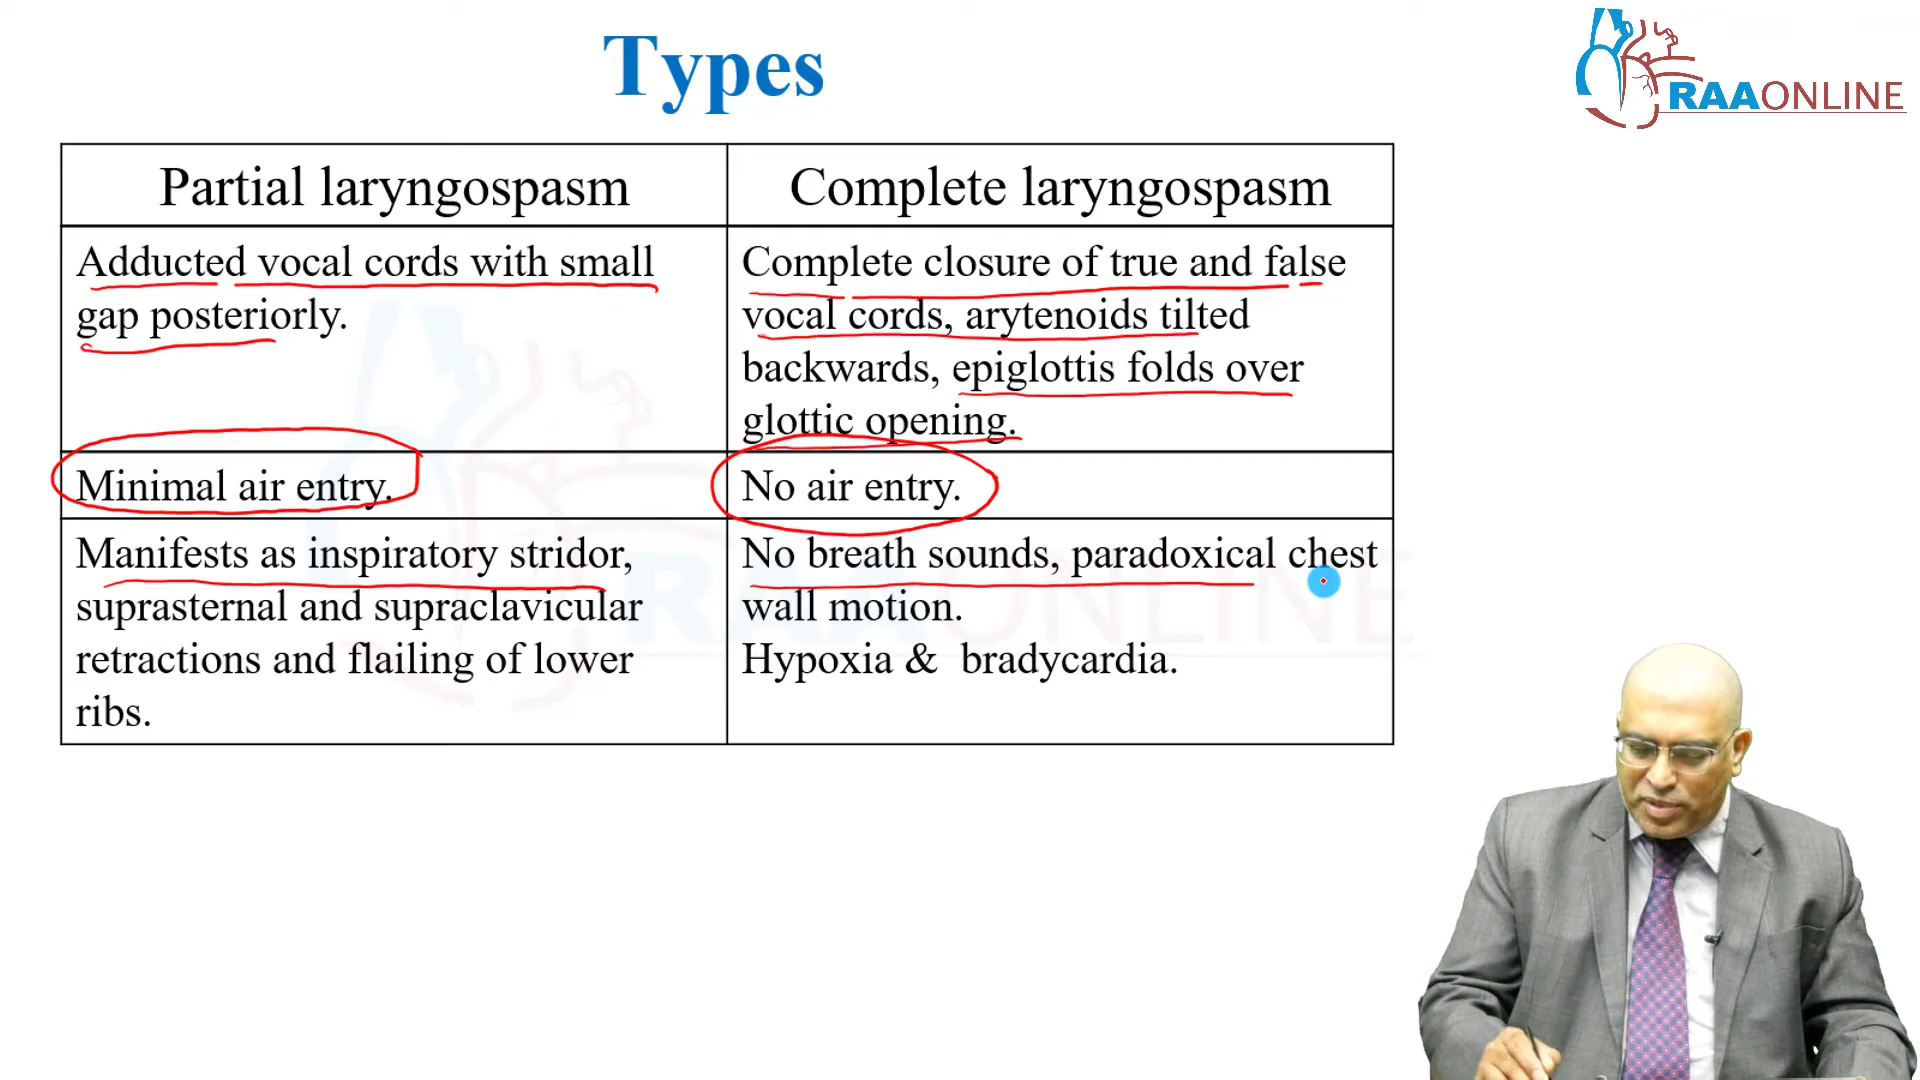 Types
RAAONLINE
Partial laryngospasm
Complete laryngospasm
Adducted vocal cords with small
gap posteriorly.
Complete closure of true and false
vocal cords, arytenoids tilted
backwards, epiglottis folds over
glottic opening.
Minimal air entry.
No air entry.
Manifests as inspiratory stridor,
suprasternal and supraclavicular
retractions and flailing of lower
ribs.
No breath sounds, paradoxical chest
wall motion.
Hypoxia &  bradycardia.
RAAONLINE